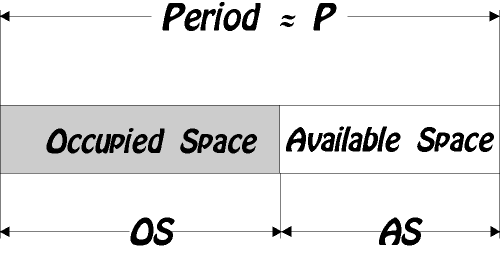 Period ≈ P
Occupied Space Available Space
OS AS